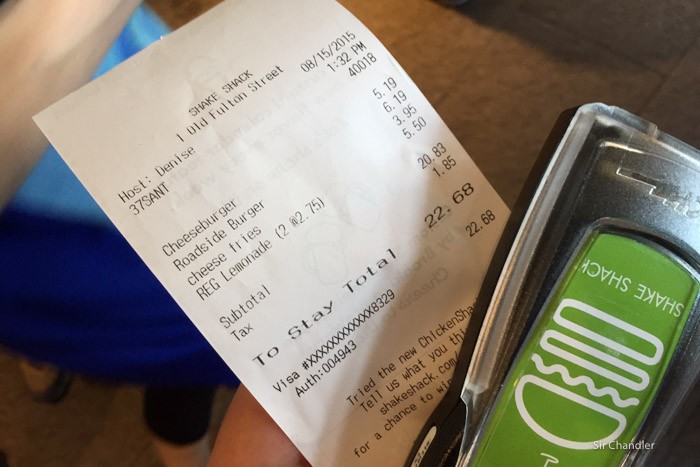 SHAKE SHACK
1 Old Fulton Street
Host: Denise 08/15/2015
37SANT 1:32 PM
40018
Cheeseburger 5.19
Roadside Burger 6.19
cheese fries 3.95
REG Lemonade (2 @2.75) 5.50
Subtotal 20.83
Tax 1.85
To Stay Total 22.68
Visa #XXXXXXXXXXXX8329 22.68
Auth:004943
Tried the new ChickenSha
Tell us what you thi
shakeshack.com/
for a chance to wi
SHAKE SHACK
Sir Chandler